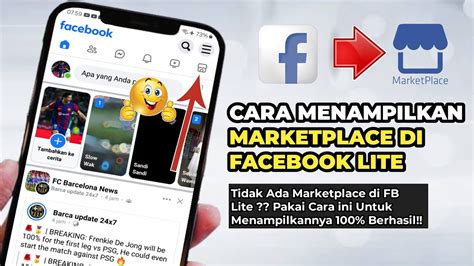 07.59
facebook
Apa yang Anda
Tambahkan ke
cerita
Slow
Wak
Sandi
Sandi
FC Barcelona News
Barca update 24x7
Barca update 24x7
| BREAKING: Frenkie De Jong will be
100% for the first leg vs PSG. He could even
start the match against PSG
MarketPlace
CARA MENAMPILKAN
MARKETPLACE DI
FACEBOOK LITE
Tidak Ada Marketplace di FB
Lite ?? Pakai Cara ini Untuk
Menampilkannya 100% Berhasil!!